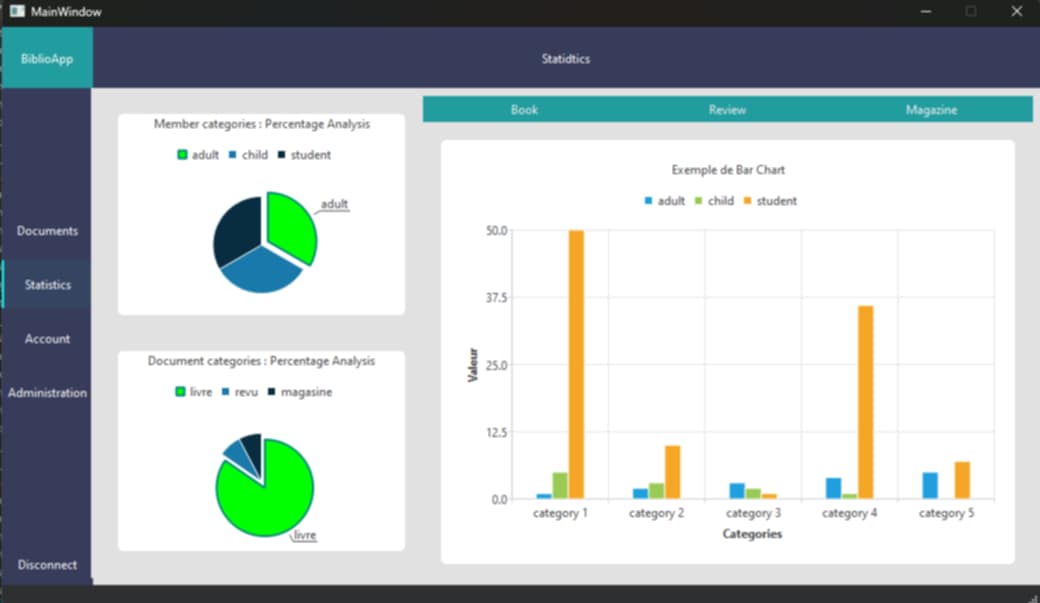 MainWindow
BiblioApp
Statidtics
Documents
Statistics
Account
Administration
Disconnect
Member categories : Percentage Analysis
adult child student
adult
Document categories : Percentage Analysis
livre revu magasine
livre
Book Review Magazine
Exemple de Bar Chart
adult child student
50.0
37.5
25.0
12.5
0.0
Valeur
category 1 category 2 category 3 category 4 category 5
Categories